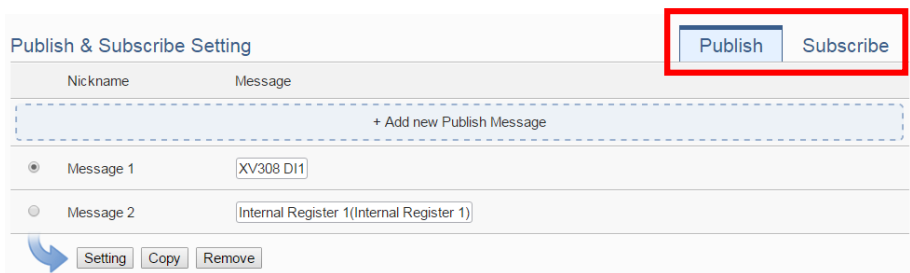 Publish & Subscribe Setting Publish Subscribe
Nickname Message
+ Add new Publish Message
Message 1 XV308 DI1
Message 2 Internal Register 1(Internal Register 1)
Setting Copy Remove